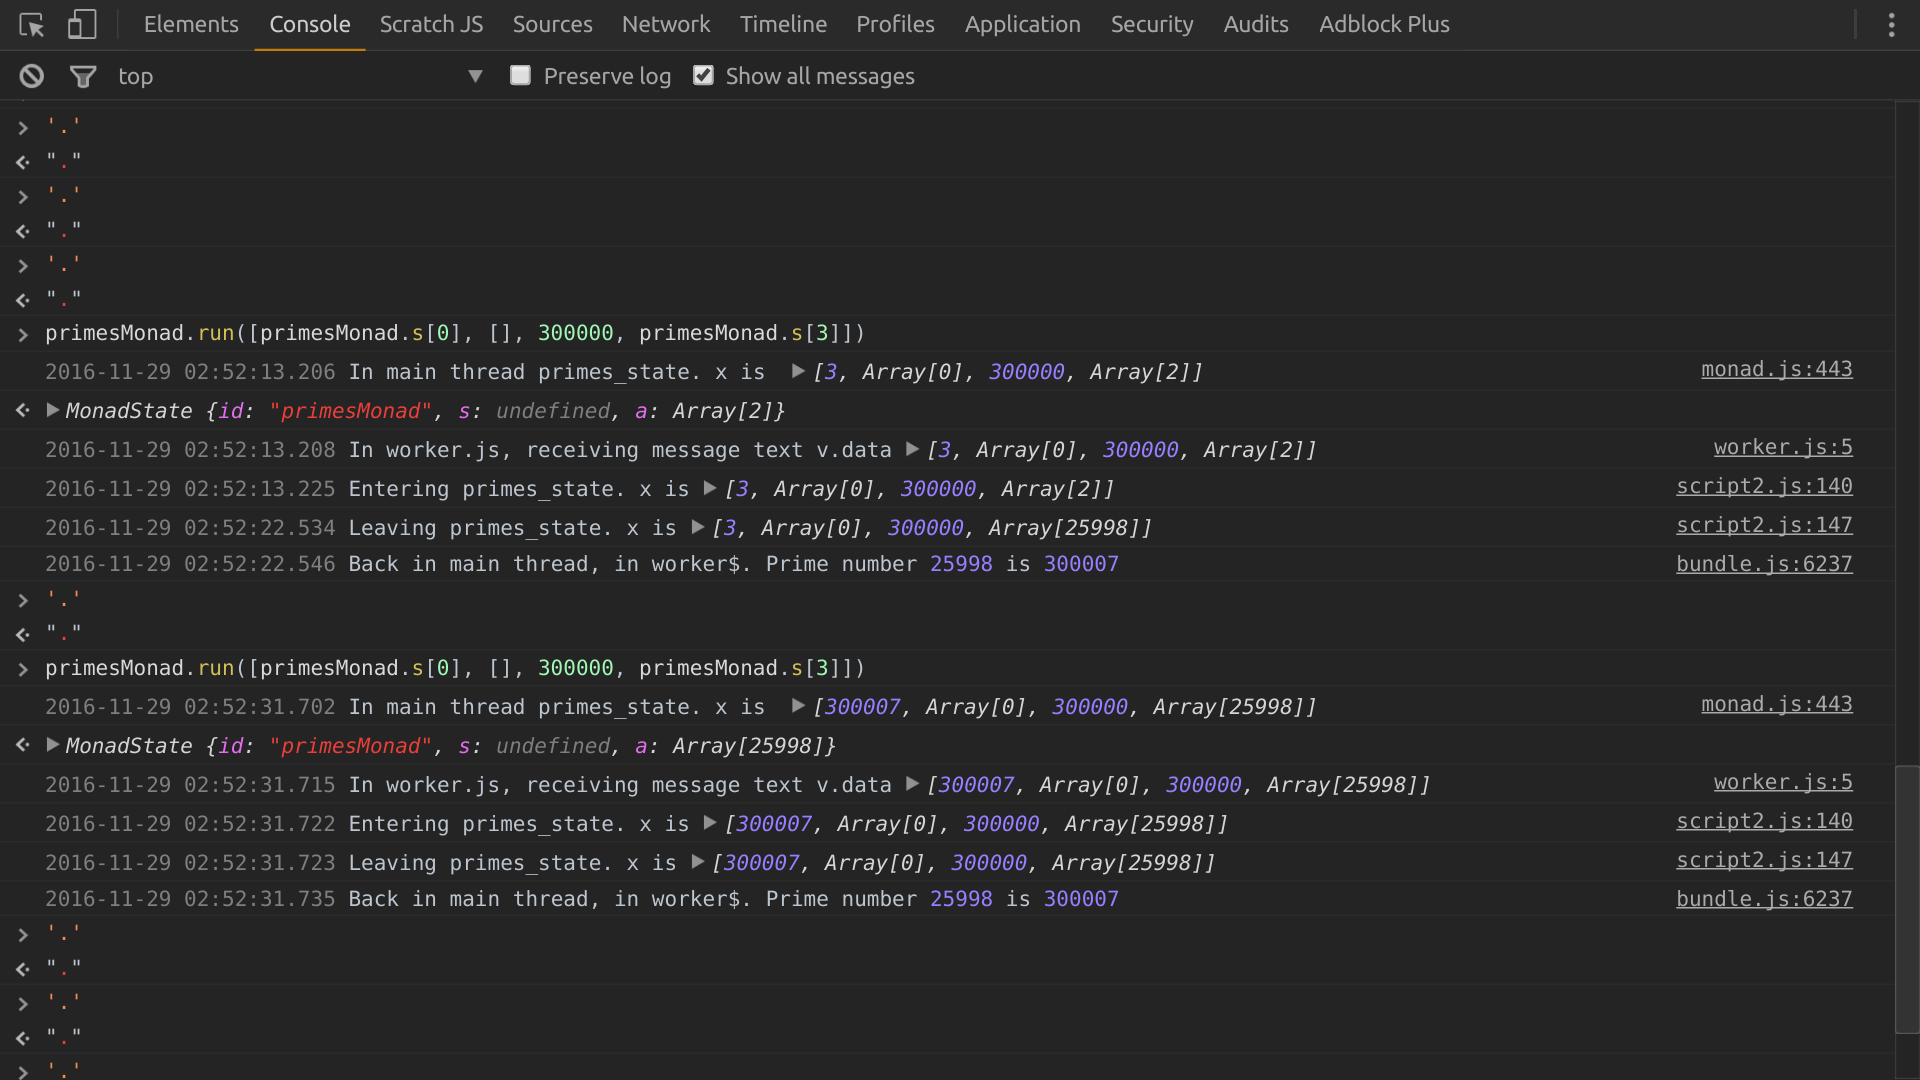 Elements Console Scratch JS Sources Network Timeline Profiles Application Security Audits Adblock Plus
top ▼ Preserve log Show all messages
> '.'
"."
> '.'
"."
> '.'
"."
> primesMonad.run([primesMonad.s[0], [], 300000, primesMonad.s[3]])
2016-11-29 02:52:13.206 In main thread primes_state. x is ▶[3, Array[0], 300000, Array[2]] monad.js:443
▶MonadState {id: "primesMonad", s: undefined, a: Array[2]}
2016-11-29 02:52:13.208 In worker.js, receiving message text v.data ▶[3, Array[0], 300000, Array[2]] worker.js:5
2016-11-29 02:52:13.225 Entering primes_state. x is ▶[3, Array[0], 300000, Array[2]] script2.js:140
2016-11-29 02:52:22.534 Leaving primes_state. x is ▶[3, Array[0], 300000, Array[25998]] script2.js:147
2016-11-29 02:52:22.546 Back in main thread, in worker$. Prime number 25998 is 300007 bundle.js:6237
> '.'
"."
> primesMonad.run([primesMonad.s[0], [], 300000, primesMonad.s[3]])
2016-11-29 02:52:31.702 In main thread primes_state. x is ▶[300007, Array[0], 300000, Array[25998]] monad.js:443
▶MonadState {id: "primesMonad", s: undefined, a: Array[25998]}
2016-11-29 02:52:31.715 In worker.js, receiving message text v.data ▶[300007, Array[0], 300000, Array[25998]] worker.js:5
2016-11-29 02:52:31.722 Entering primes_state. x is ▶[300007, Array[0], 300000, Array[25998]] script2.js:140
2016-11-29 02:52:31.723 Leaving primes_state. x is ▶[300007, Array[0], 300000, Array[25998]] script2.js:147
2016-11-29 02:52:31.735 Back in main thread, in worker$. Prime number 25998 is 300007 bundle.js:6237
> '.'
"."
> '.'
"."
> '.'